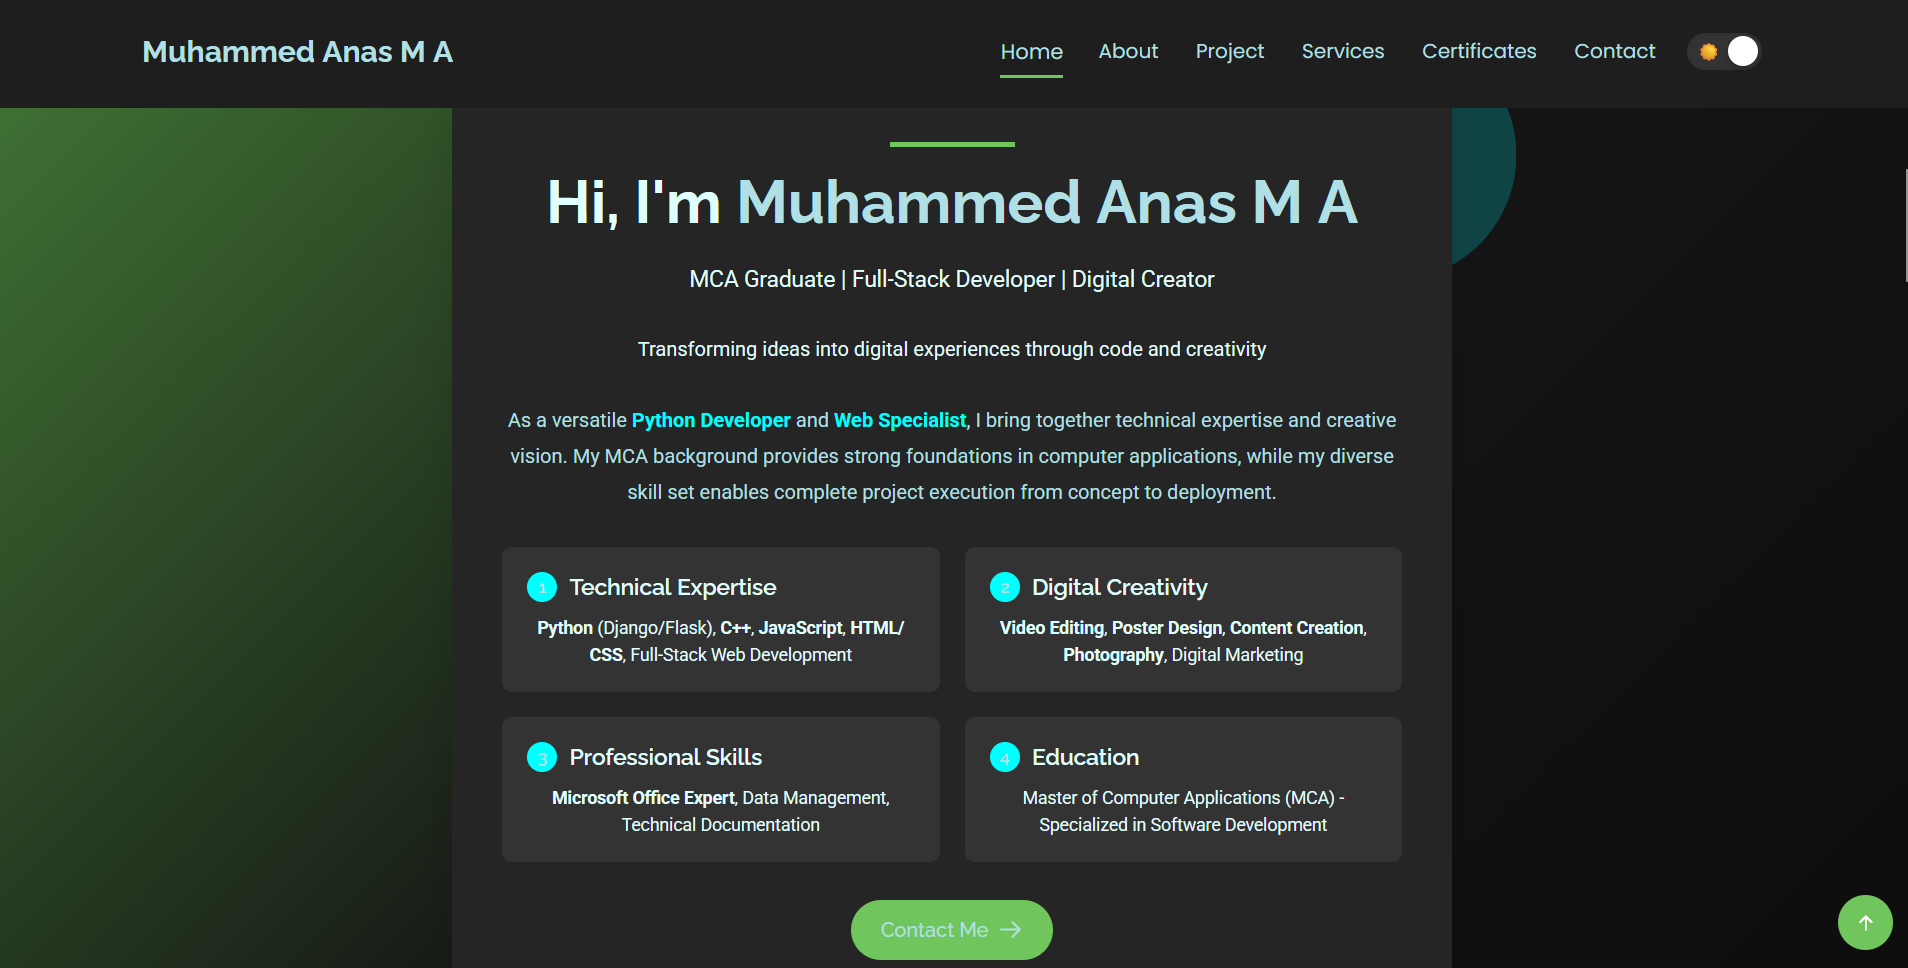 Muhammed Anas M A
Home
About
Project
Services
Certificates
Contact
Hi, I'm Muhammed Anas M A
MCA Graduate | Full-Stack Developer | Digital Creator
Transforming ideas into digital experiences through code and creativity
As a versatile Python Developer and Web Specialist, I bring together technical expertise and creative
vision. My MCA background provides strong foundations in computer applications, while my diverse
skill set enables complete project execution from concept to deployment.
1 Technical Expertise
Python (Django/Flask), C++, JavaScript, HTML/
CSS, Full-Stack Web Development
2 Digital Creativity
Video Editing, Poster Design, Content Creation,
Photography, Digital Marketing
3 Professional Skills
Microsoft Office Expert, Data Management,
Technical Documentation
4 Education
Master of Computer Applications (MCA) -
Specialized in Software Development
Contact Me